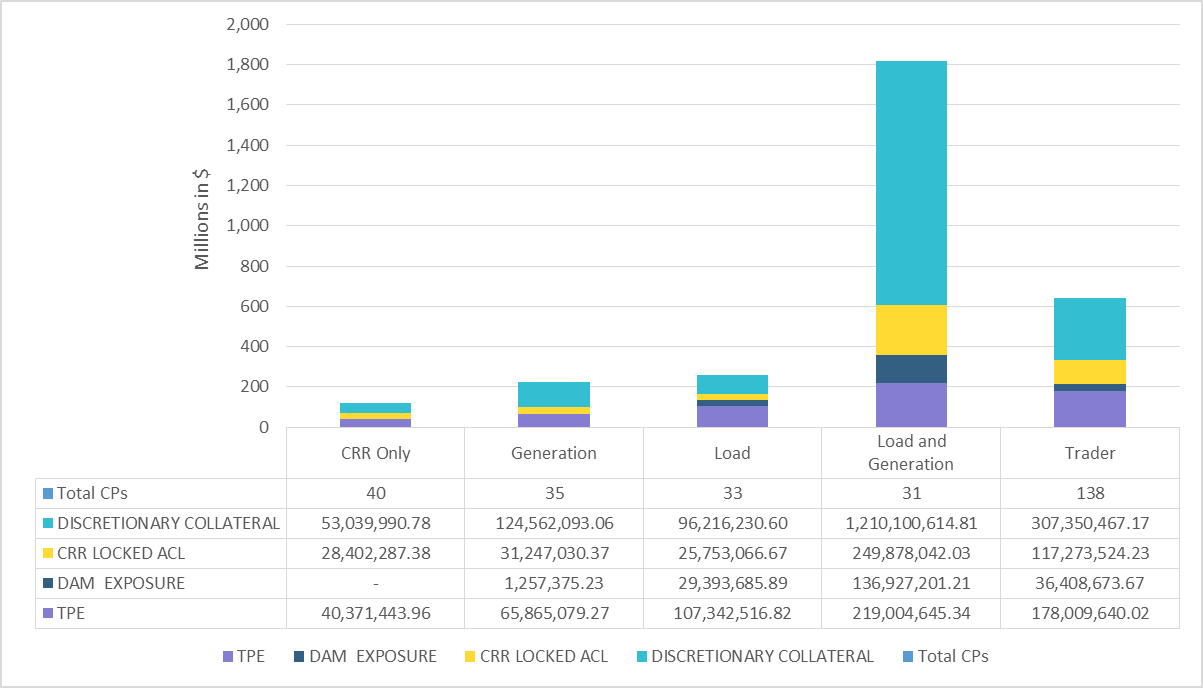 2,000
1,800
1,600
1,400
1,200
1,000
800
600
400
200
0
Millions in $
CRR Only Generation Load Load and Generation Trader
Total CPs 40 35 33 31 138
DISCRETIONARY COLLATERAL 53,039,990.78 124,562,093.06 96,216,230.60 1,210,100,614.81 307,350,467.17
CRR LOCKED ACL 28,402,287.38 31,247,030.37 25,753,066.67 249,878,042.03 117,273,524.23
DAM EXPOSURE - 1,257,375.23 29,393,685.89 136,927,201.21 36,408,673.67
TPE 40,371,443.96 65,865,079.27 107,342,516.82 219,004,645.34 178,009,640.02
TPE DAM EXPOSURE CRR LOCKED ACL DISCRETIONARY COLLATERAL Total CPs